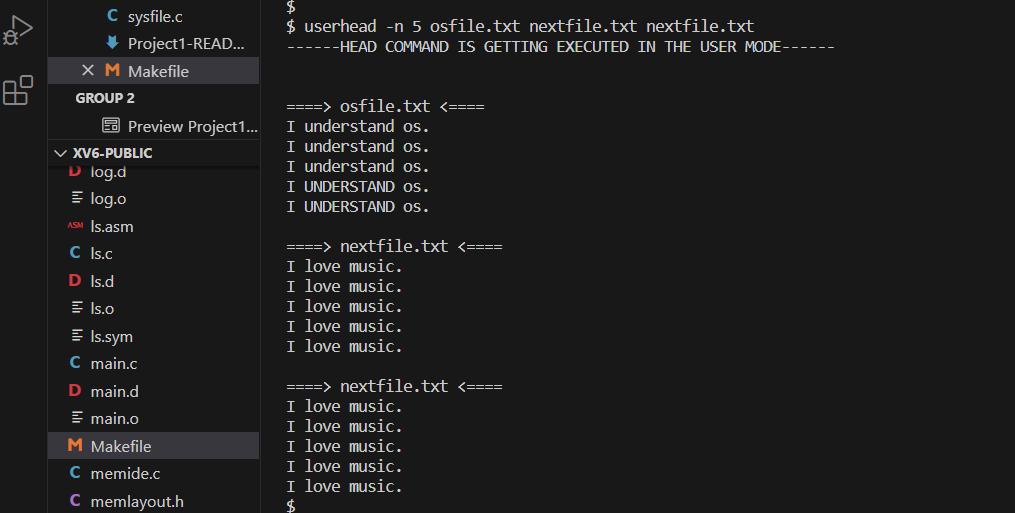 sysfile.c
Project1-READ...
Makefile
GROUP 2
Preview Project1...
XV6-PUBLIC
log.d
log.o
ls.asm
ls.c
ls.d
ls.o
ls.sym
main.c
main.d
main.o
Makefile
memide.c
memlayout.h
$
$ userhead -n 5 osfile.txt nextfile.txt nextfile.txt
------HEAD COMMAND IS GETTING EXECUTED IN THE USER MODE------
====> osfile.txt <====
I understand os.
I understand os.
I understand os.
I UNDERSTAND os.
I UNDERSTAND os.
====> nextfile.txt <====
I love music.
I love music.
I love music.
I love music.
I love music.
====> nextfile.txt <====
I love music.
I love music.
I love music.
I love music.
I love music.
$